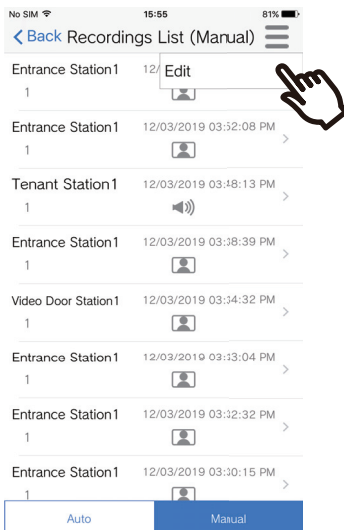 No SIM 15:55 81%
Back Recordings List (Manual)
Entrance Station1 12/
Edit
1
Entrance Station1 12/03/2019 03:52:08 PM
1
Tenant Station1 12/03/2019 03:48:13 PM
1
Entrance Station1 12/03/2019 03:38:39 PM
1
Video Door Station1 12/03/2019 03:34:32 PM
1
Entrance Station1 12/03/2019 03:33:04 PM
1
Entrance Station1 12/03/2019 03:32:32 PM
1
Entrance Station1 12/03/2019 03:30:15 PM
1
Auto Manual